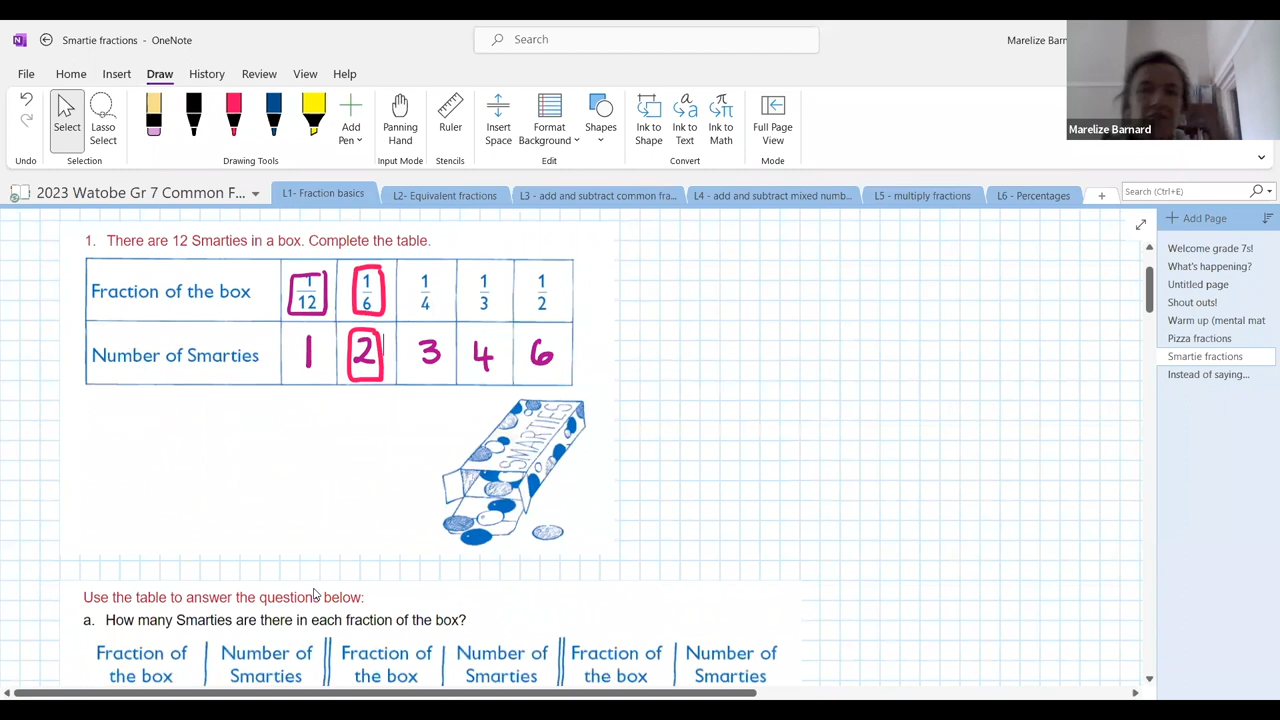 Smartie fractions - OneNote
Search
Marelize Barn
File Home Insert Draw History Review View Help
Select
Lasso Select
Add Pen
Panning Hand
Ruler
Insert Space
Format Background
Shapes
Ink to Shape
Ink to Text
Ink to Math
Full Page View
Undo
Selection
Drawing Tools
Input Mode
Stencils
Edit
Convert
Mode
Marelize Barnard
2023 Watobe Gr 7 Common F...
L1- Fraction basics
L2- Equivalent fractions
L3 - add and subtract common fra...
L4 - add and subtract mixed numb...
L5 - multiply fractions
L6 - Percentages
Search (Ctrl+E)
Add Page
Welcome grade 7s!
What's happening?
Untitled page
Shout outs!
Warm up (mental mat
Pizza fractions
Smartie fractions
Instead of saying...
1. There are 12 Smarties in a box. Complete the table.
Fraction of the box 1/12 1/6 1/4 1/3 1/2
Number of Smarties 1 2 3 4 6
SMARTIES
Use the table to answer the questions below:
a. How many Smarties are there in each fraction of the box?
Fraction of the box
Number of Smarties
Fraction of the box
Number of Smarties
Fraction of the box
Number of Smarties